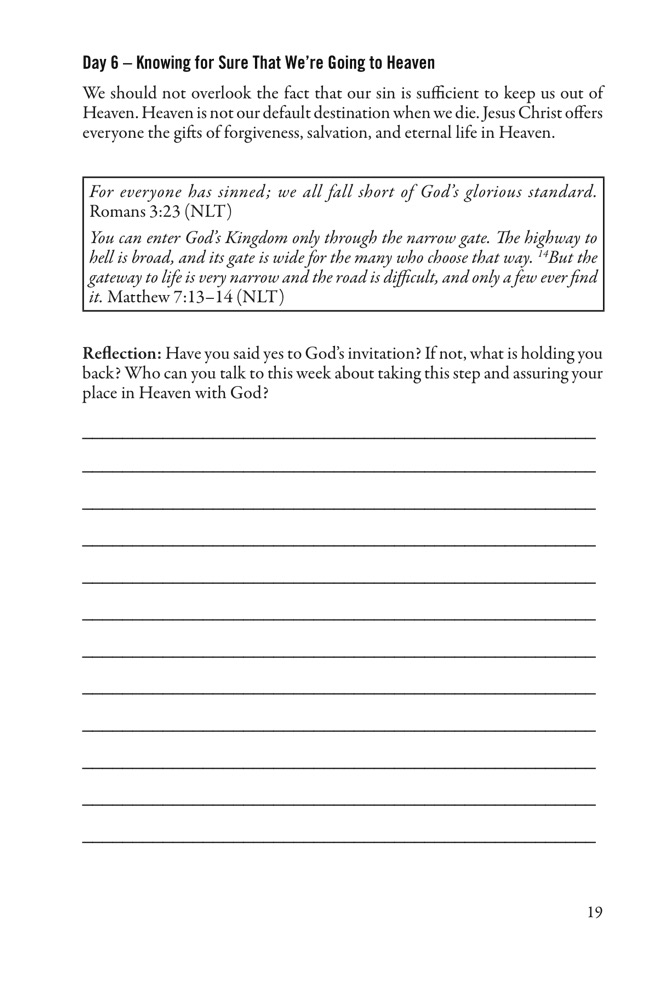 Day 6 – Knowing for Sure That We’re Going to Heaven
We should not overlook the fact that our sin is sufficient to keep us out of
Heaven. Heaven is not our default destination when we die. Jesus Christ offers
everyone the gifts of forgiveness, salvation, and eternal life in Heaven.
For everyone has sinned; we all fall short of God’s glorious standard.
Romans 3:23 (NLT)
You can enter God’s Kingdom only through the narrow gate. The highway to
hell is broad, and its gate is wide for the many who choose that way. ¹⁴But the
gateway to life is very narrow and the road is difficult, and only a few ever find
it. Matthew 7:13–14 (NLT)
Reflection: Have you said yes to God’s invitation? If not, what is holding you
back? Who can you talk to this week about taking this step and assuring your
place in Heaven with God?
19